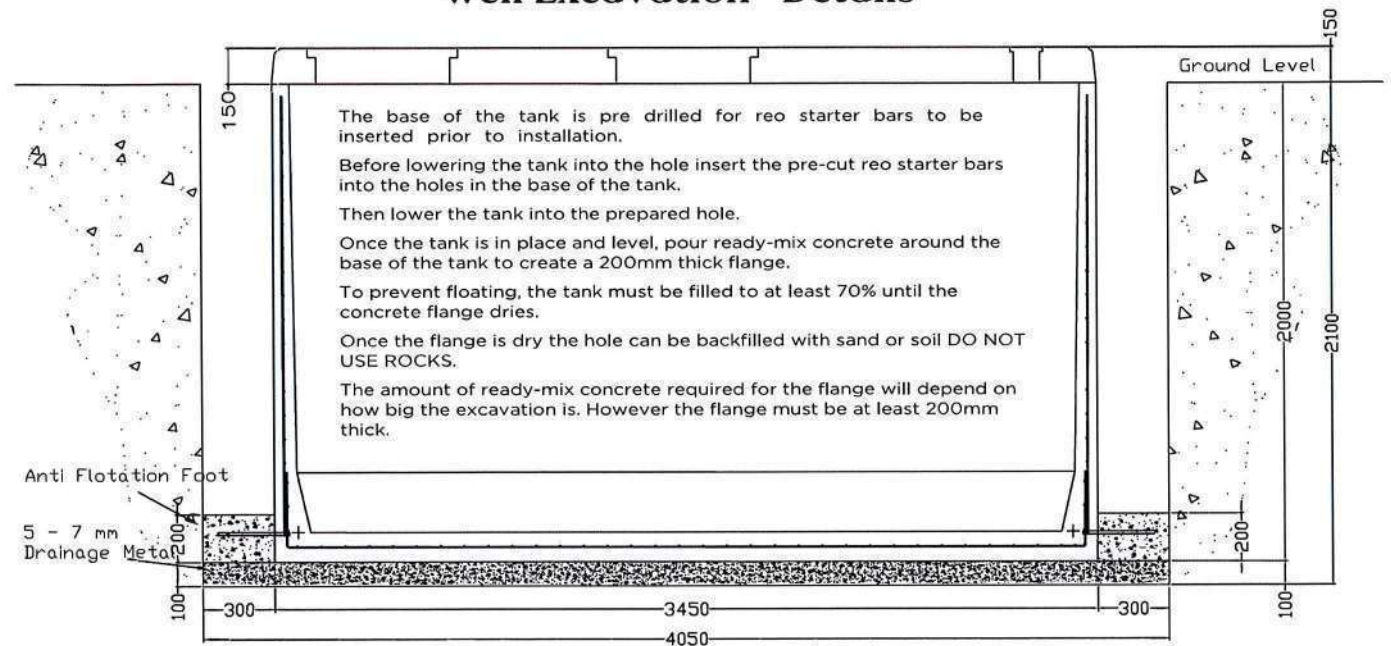 150
Ground Level
150
The base of the tank is pre drilled for reo starter bars to be
inserted prior to installation.
Before lowering the tank into the hole insert the pre-cut reo starter bars
into the holes in the base of the tank.
Then lower the tank into the prepared hole.
Once the tank is in place and level, pour ready-mix concrete around the
base of the tank to create a 200mm thick flange.
To prevent floating, the tank must be filled to at least 70% until the
concrete flange dries.
Once the flange is dry the hole can be backfilled with sand or soil DO NOT
USE ROCKS.
The amount of ready-mix concrete required for the flange will depend on
how big the excavation is. However the flange must be at least 200mm
thick.
2000
2100
Anti Flotation Foot
5 - 7 mm
Drainage Metal
200
200
100
300
3450
300
100
4050